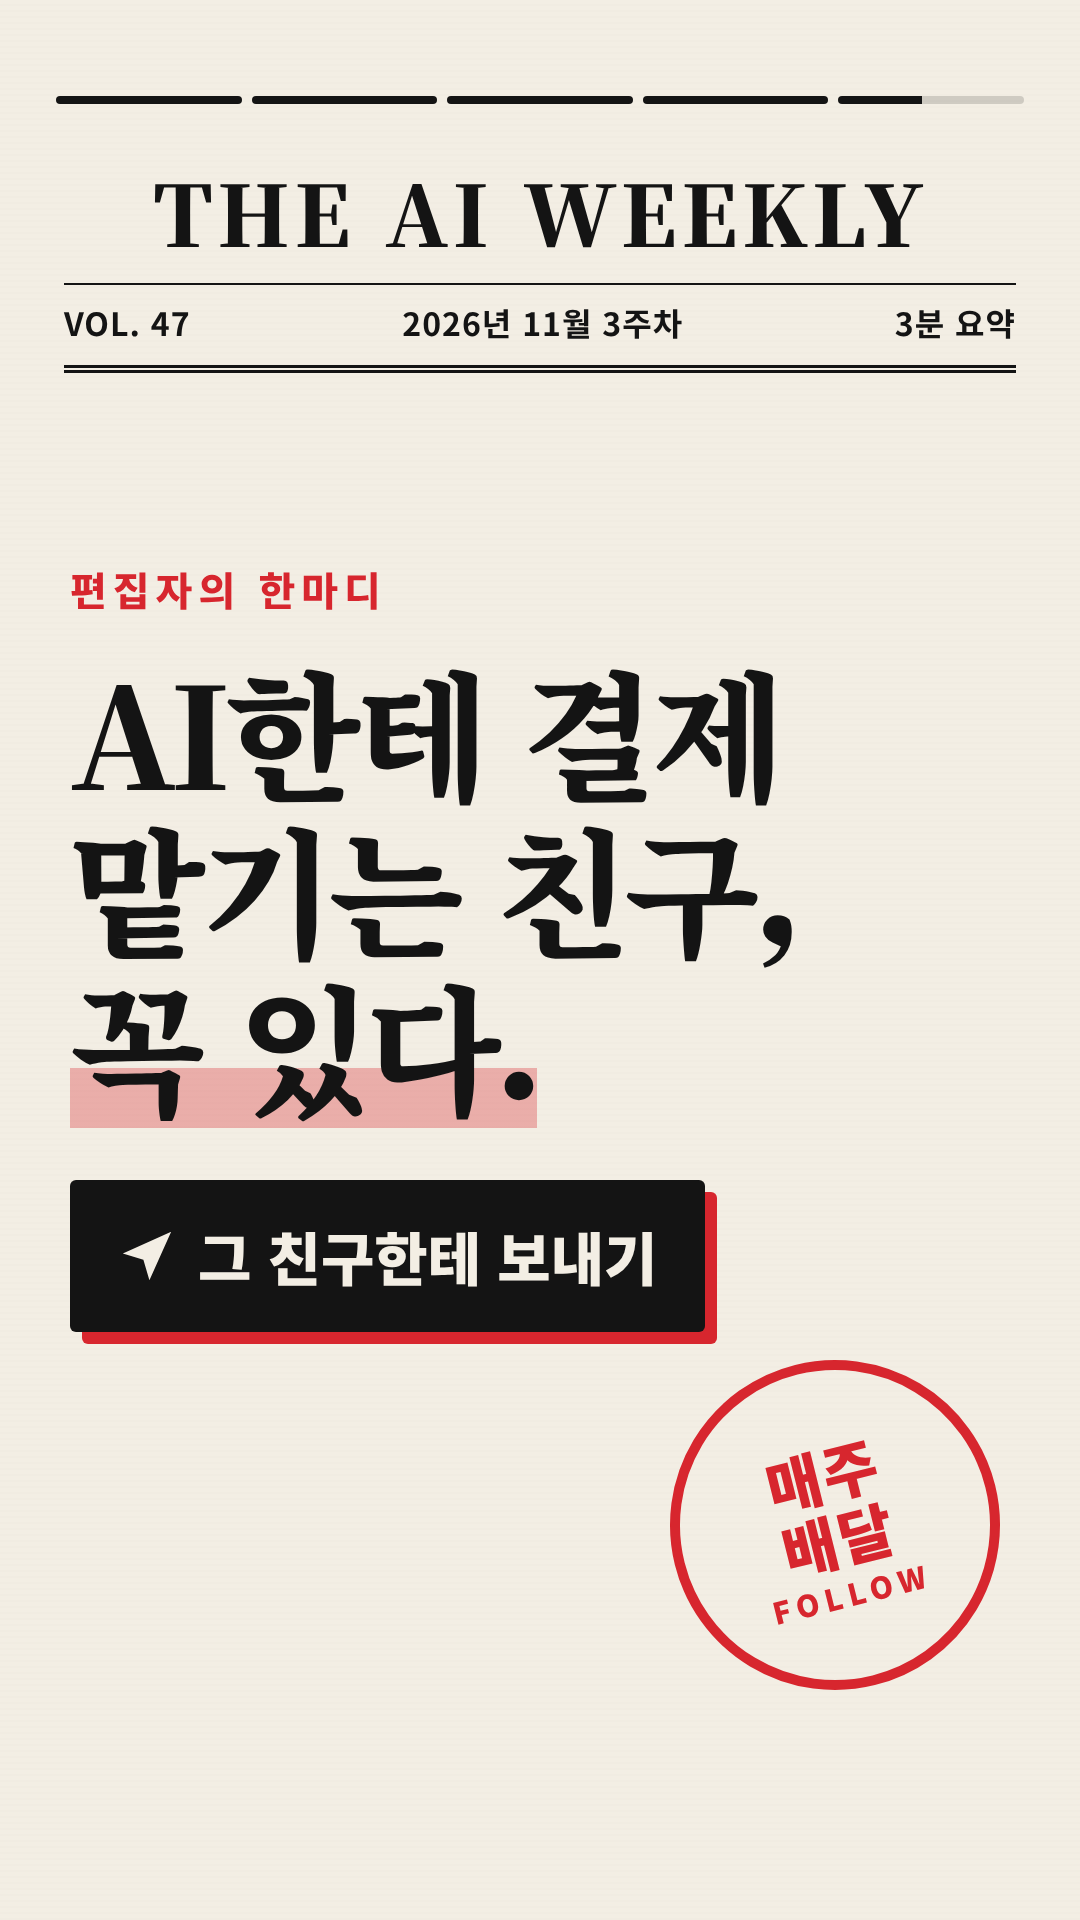 THE AI WEEKLY
VOL. 47 2026년 11월 3주차 3분 요약
편집자의 한마디
AI한테 결제
맡기는 친구,
꼭 있다.
그 친구한테 보내기
매주
배달
FOLLOW